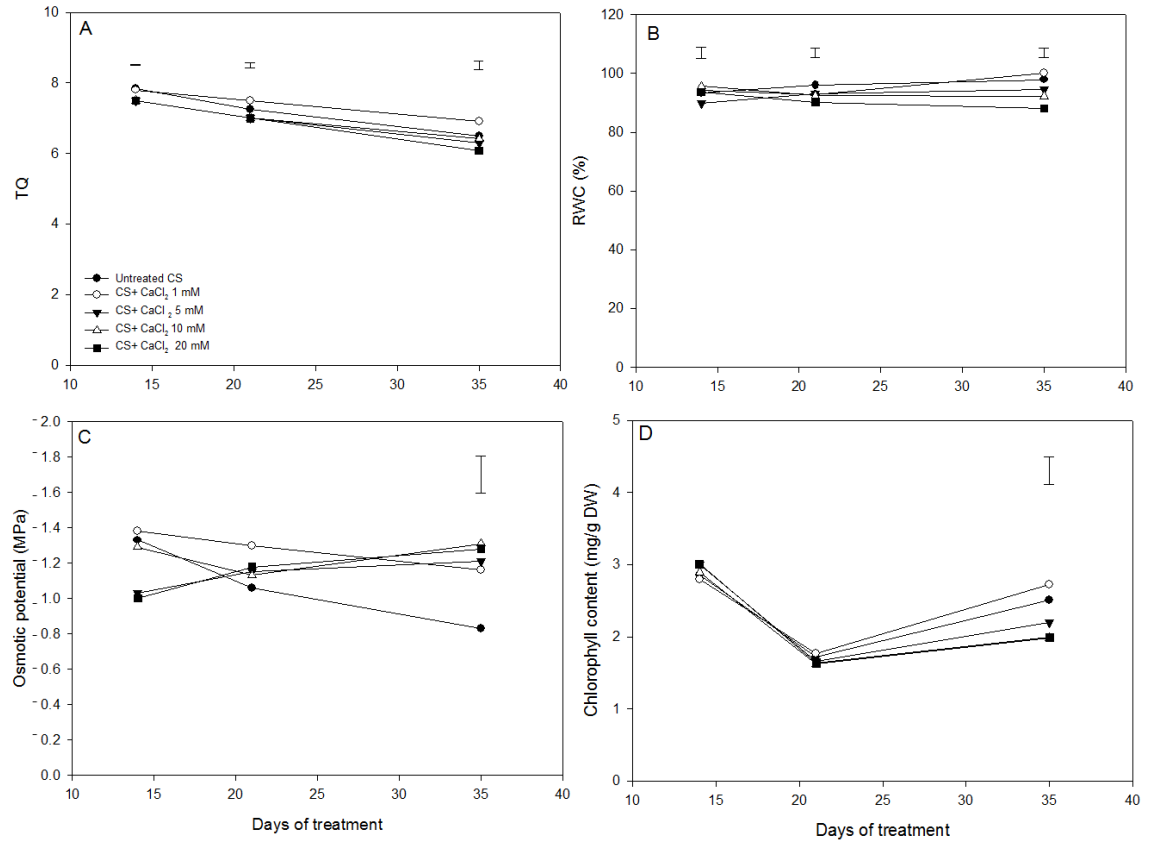 A
10
8
6
4
2
0
TQ
Untreated CS
CS+ CaCl2 1 mM
CS+ CaCl 2 5 mM
CS+ CaCl2 10 mM
CS+ CaCl2 20 mM
10 15 20 25 30 35 40
B
120
100
80
60
40
20
0
RWC (%)
10 15 20 25 30 35 40
C
- 2.0
- 1.8
- 1.6
- 1.4
- 1.2
- 1.0
- 0.8
- 0.6
- 0.4
- 0.2
0.0
Osmotic potential (MPa)
10 15 20 25 30 35 40
Days of treatment
D
5
4
3
2
1
0
Chlorophyll content (mg/g DW)
10 15 20 25 30 35 40
Days of treatment